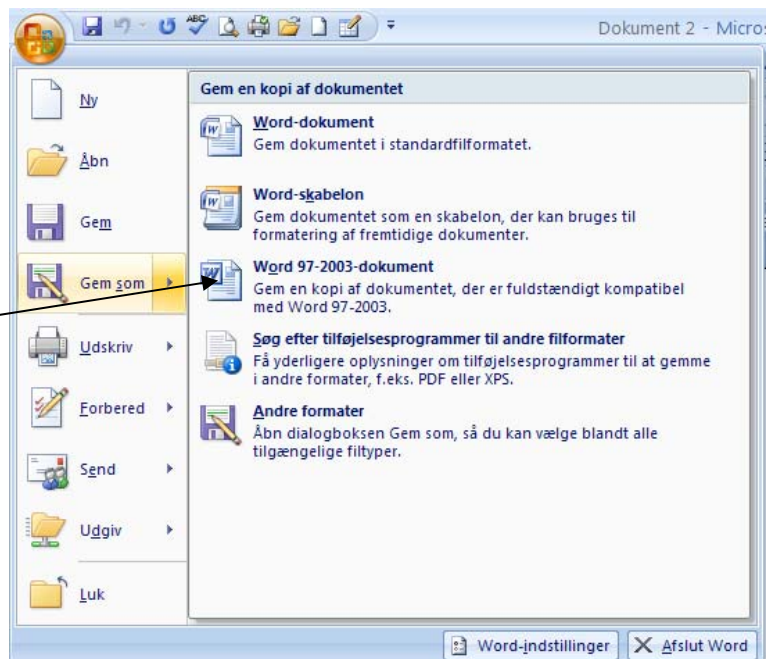 ABC
Dokument 2 - Micro
Ny
Åbn
Gem
Gem som
Udskriv
Forbered
Send
Udgiv
Luk
Gem en kopi af dokumentet
Word-dokument
Gem dokumentet i standardfilformatet.
Word-skabelon
Gem dokumentet som en skabelon, der kan bruges til
formatering af fremtidige dokumenter.
Word 97-2003-dokument
Gem en kopi af dokumentet, der er fuldstændigt kompatibel
med Word 97-2003.
Søg efter tilføjelsesprogrammer til andre filformater
Få yderligere oplysninger om tilføjelsesprogrammer til at gemme
i andre formater, f.eks. PDF eller XPS.
Andre formater
Åbn dialogboksen Gem som, så du kan vælge blandt alle
tilgængelige filtyper.
Word-indstillinger
Afslut Word